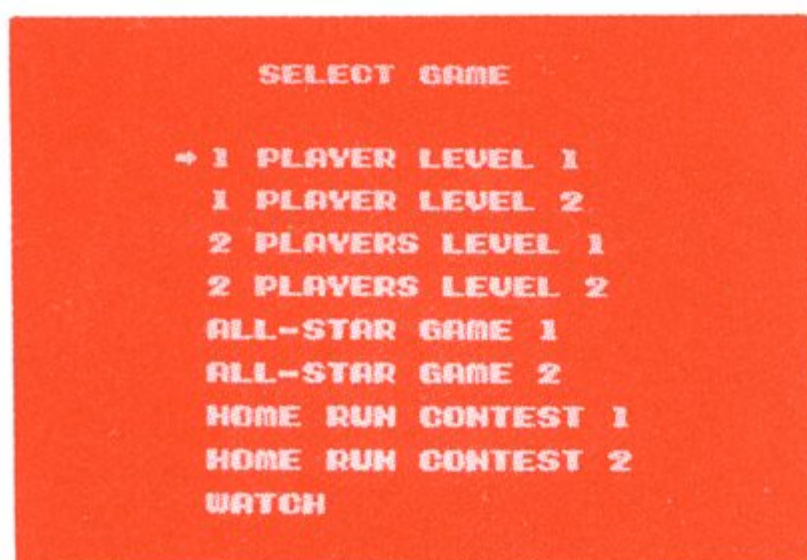 SELECT GAME
➡ 1 PLAYER LEVEL 1
1 PLAYER LEVEL 2
2 PLAYERS LEVEL 1
2 PLAYERS LEVEL 2
ALL-STAR GAME 1
ALL-STAR GAME 2
HOME RUN CONTEST 1
HOME RUN CONTEST 2
WATCH